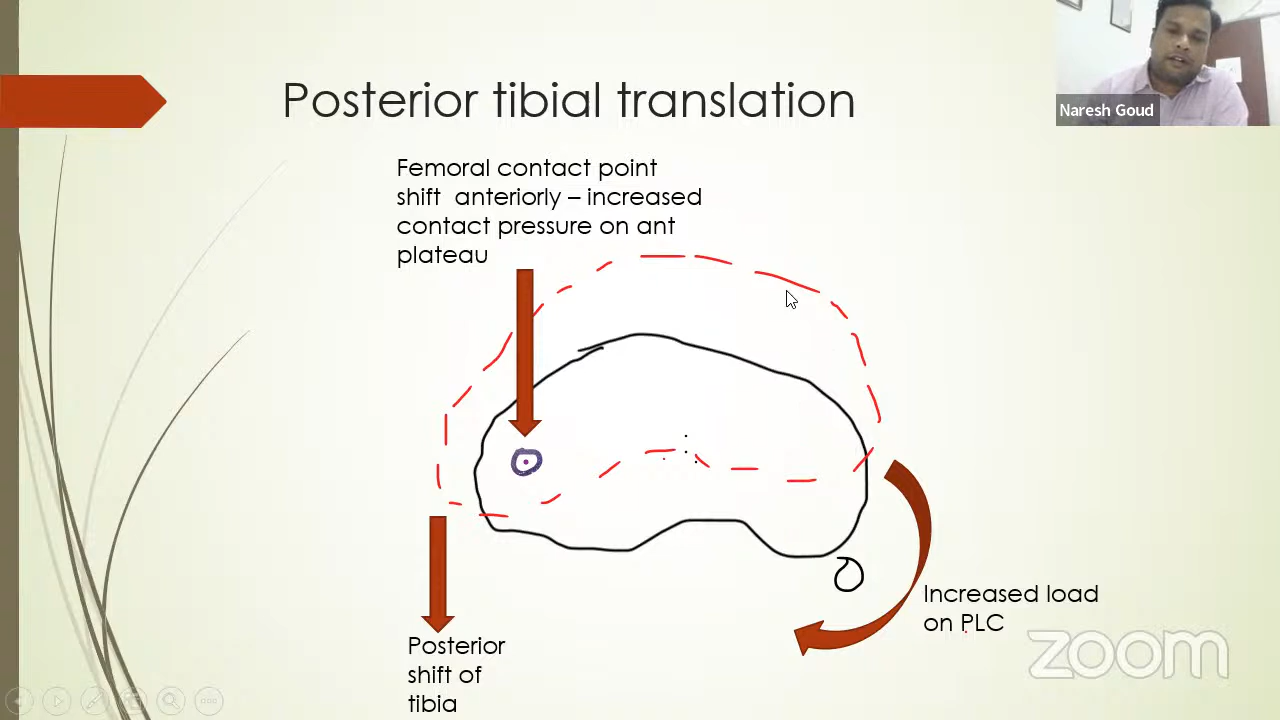 Naresh Goud
Posterior tibial translation
Femoral contact point
shift anteriorly – increased
contact pressure on ant
plateau
Increased load
on PLC
Posterior
shift of
tibia
zoom